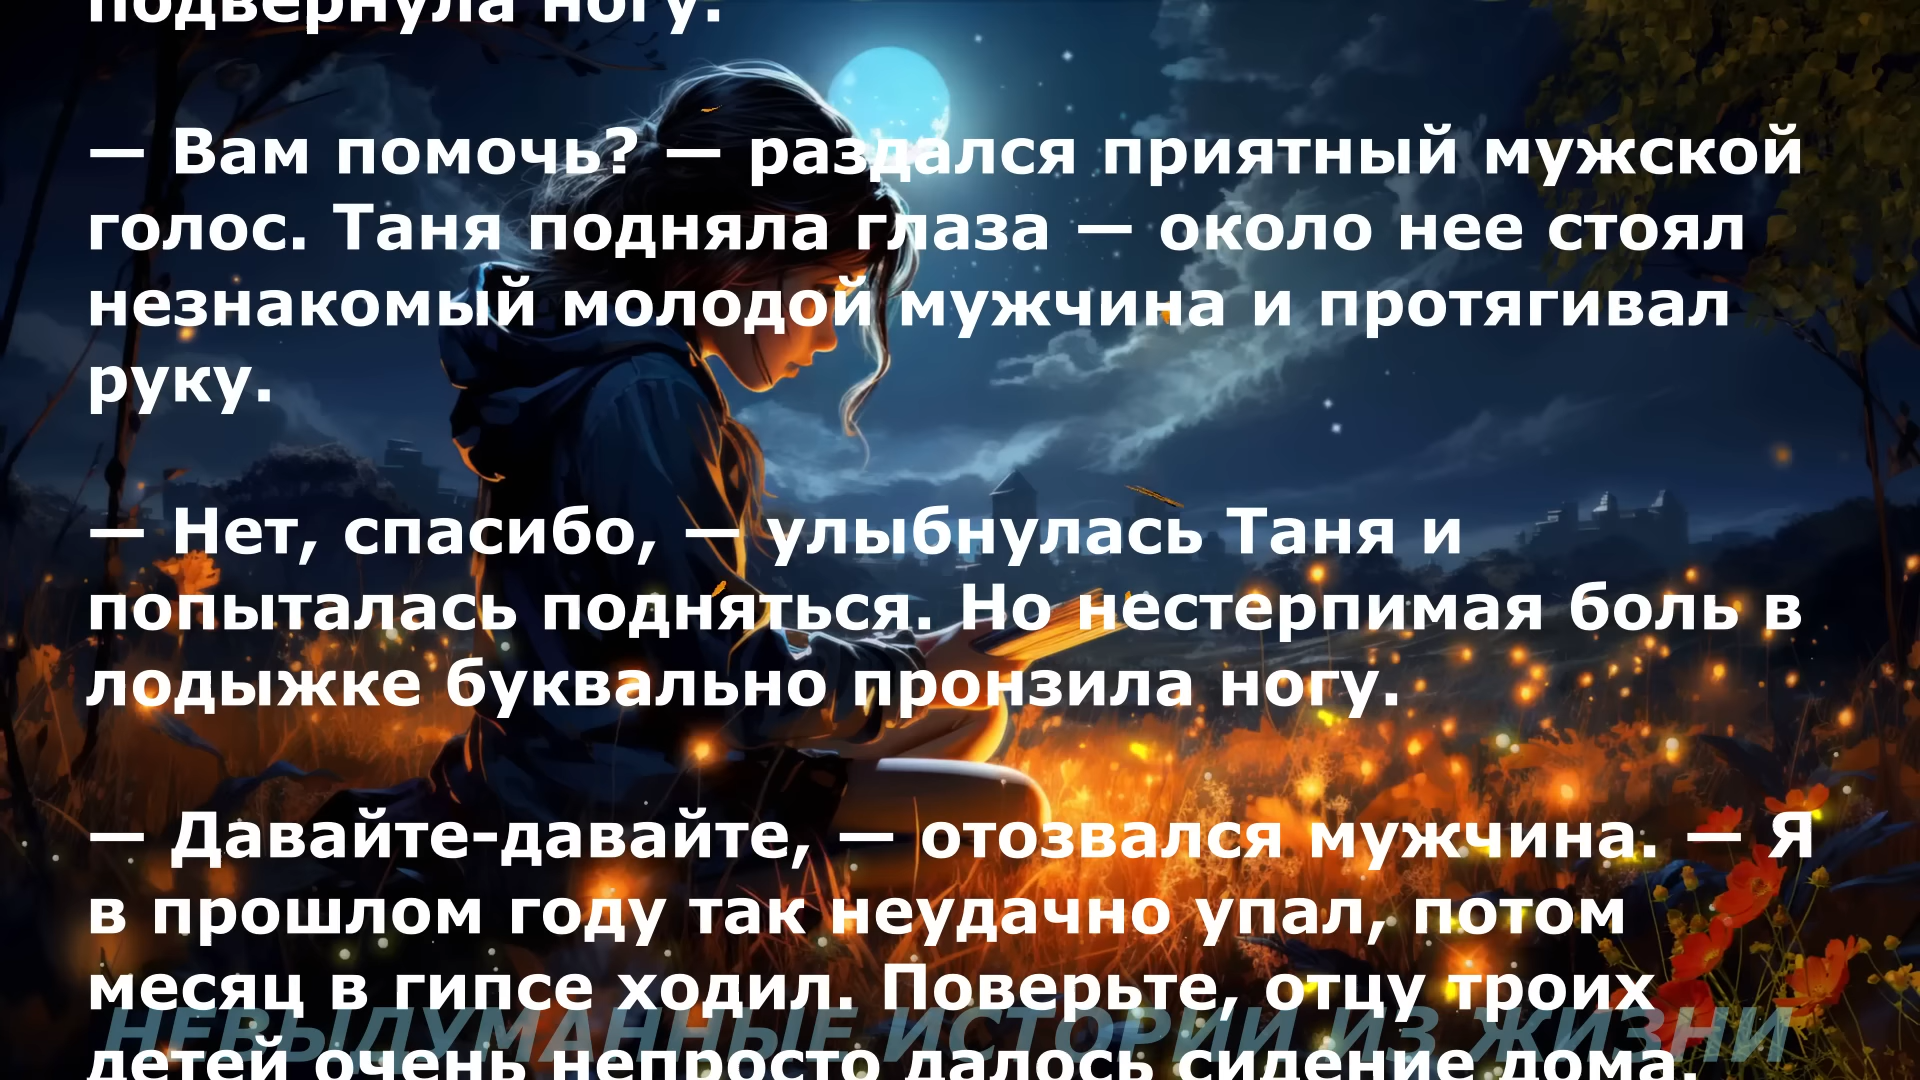 подвернула ногу.
— Вам помочь? — раздался приятный мужской
голос. Таня подняла глаза — около нее стоял
незнакомый молодой мужчина и протягивал
руку.
— Нет, спасибо, — улыбнулась Таня и
попыталась подняться. Но нестерпимая боль в
лодыжке буквально пронзила ногу.
— Давайте-давайте, — отозвался мужчина. — Я
в прошлом году так неудачно упал, потом
месяц в гипсе ходил. Поверьте, отцу троих
НЕВЫДУМАННЫЕ ИСТОРИИ ИЗ ЖИЗНИ
детей очень непросто далось сидение дома.